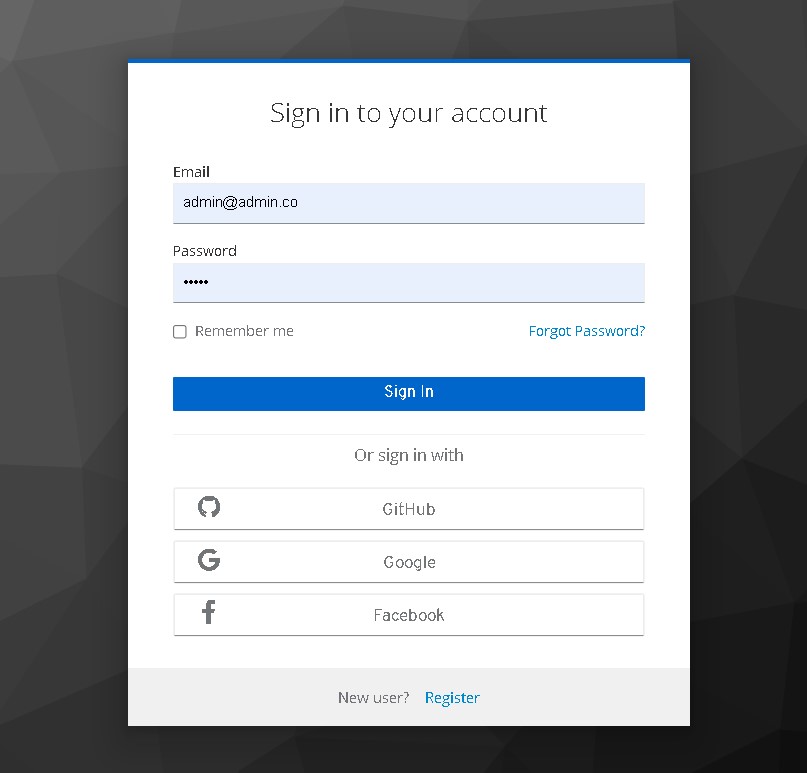 Sign in to your account
Email
admin@admin.co
Password
•••••
Remember me Forgot Password?
Sign In
Or sign in with
GitHub
Google
Facebook
New user? Register